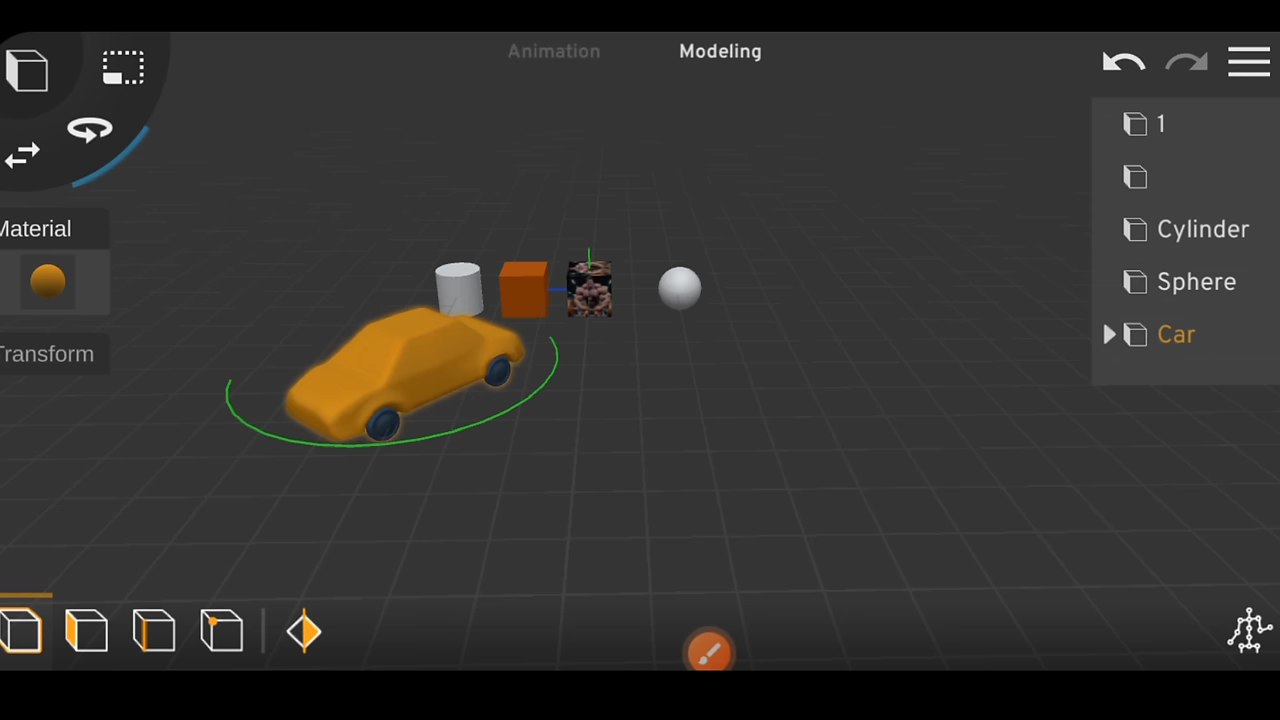 Animation
Modeling
1
Material
Cylinder
Sphere
Car
Transform